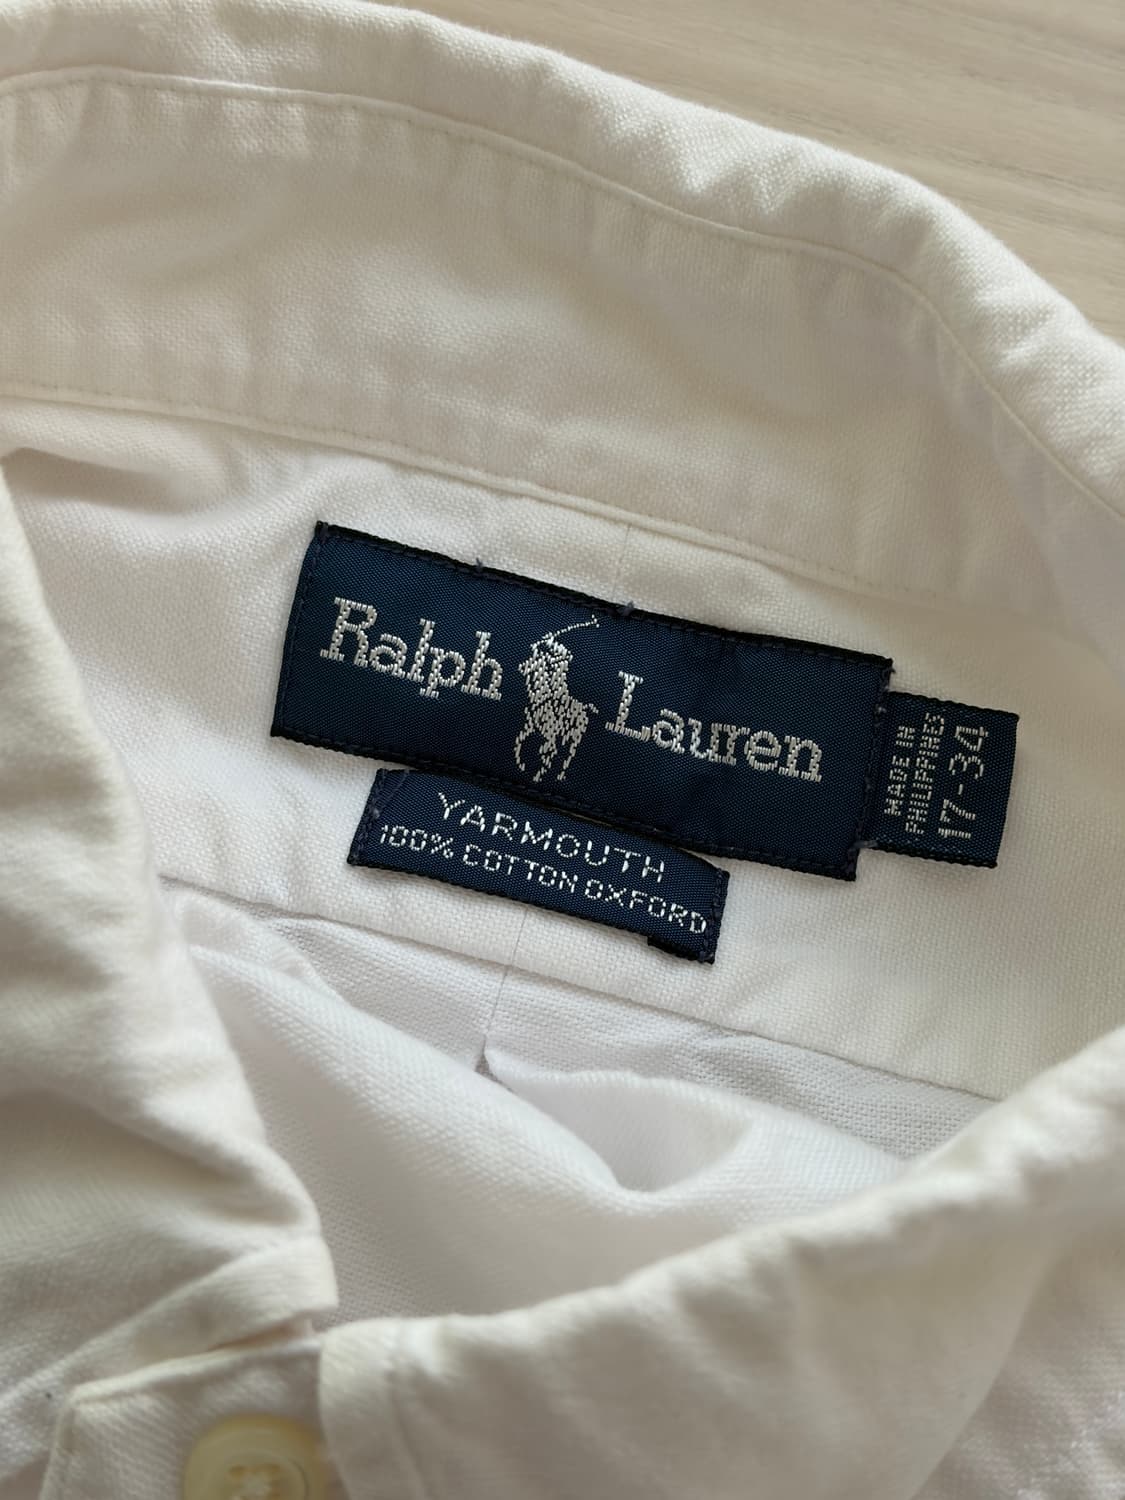 Ralph Lauren
YARMOUTH
100% COTTON OXFORD
MADE IN
PHILIPPINES
17-34